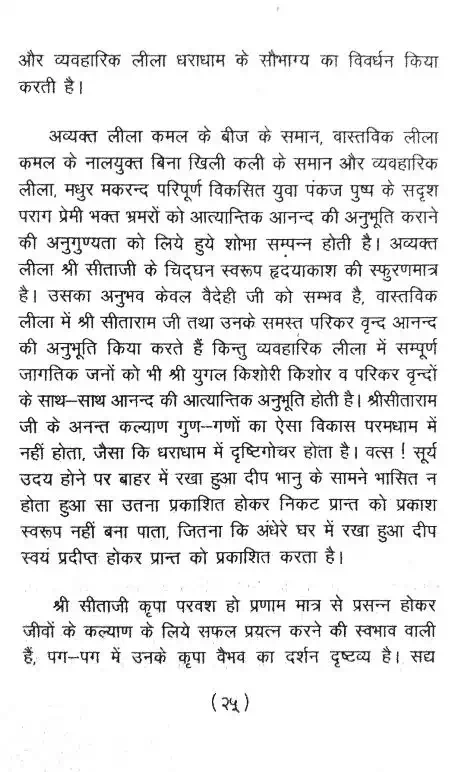 और व्यवहारिक लीला धराधाम के सौभाग्य का विवर्धन किया
करती है।
अव्यक्त लीला कमल के बीज के समान, वास्तविक लीला
कमल के नालयुक्त बिना खिली कली के समान और व्यवहारिक
लीला, मधुर मकरन्द परिपूर्ण विकसित युवा पंकज पुष्प के सदृश
पराग प्रेमी भक्त भ्रमरों को आत्यान्तिक आनन्द की अनुभूति कराने
की अनुगुण्यता को लिये हुये शोभा सम्पन्न होती है। अव्यक्त
लीला श्री सीताजी के चिद्घन स्वरूप हृदयाकाश की स्फुरणमात्र
है। उसका अनुभव केवल वैदेही जी को सम्भव है, वास्तविक
लीला में श्री सीताराम जी तथा उनके समस्त परिकर वृन्द आनन्द
की अनुभूति किया करते हैं किन्तु व्यवहारिक लीला में सम्पूर्ण
जागतिक जनों को भी श्री युगल किशोरी किशोर व परिकर वृन्दों
के साथ–साथ आनन्द की आत्यान्तिक अनुभूति होती है। श्रीसीताराम
जी के अनन्त कल्याण गुण–गणों का ऐसा विकास परमधाम में
नहीं होता, जैसा कि धराधाम में दृष्टिगोचर होता है। वत्स ! सूर्य
उदय होने पर बाहर में रखा हुआ दीप भानु के सामने भासित न
होता हुआ सा उतना प्रकाशित होकर निकट प्रान्त को प्रकाश
स्वरूप नहीं बना पाता, जितना कि अंधेरे घर में रखा हुआ दीप
स्वयं प्रदीप्त होकर प्रान्त को प्रकाशित करता है।
श्री सीताजी कृपा परवश हो प्रणाम मात्र से प्रसन्न होकर
जीवों के कल्याण के लिये सफल प्रयत्न करने की स्वभाव वाली
हैं, पग–पग में उनके कृपा वैभव का दर्शन दृष्टव्य है। सद्य
(२५)